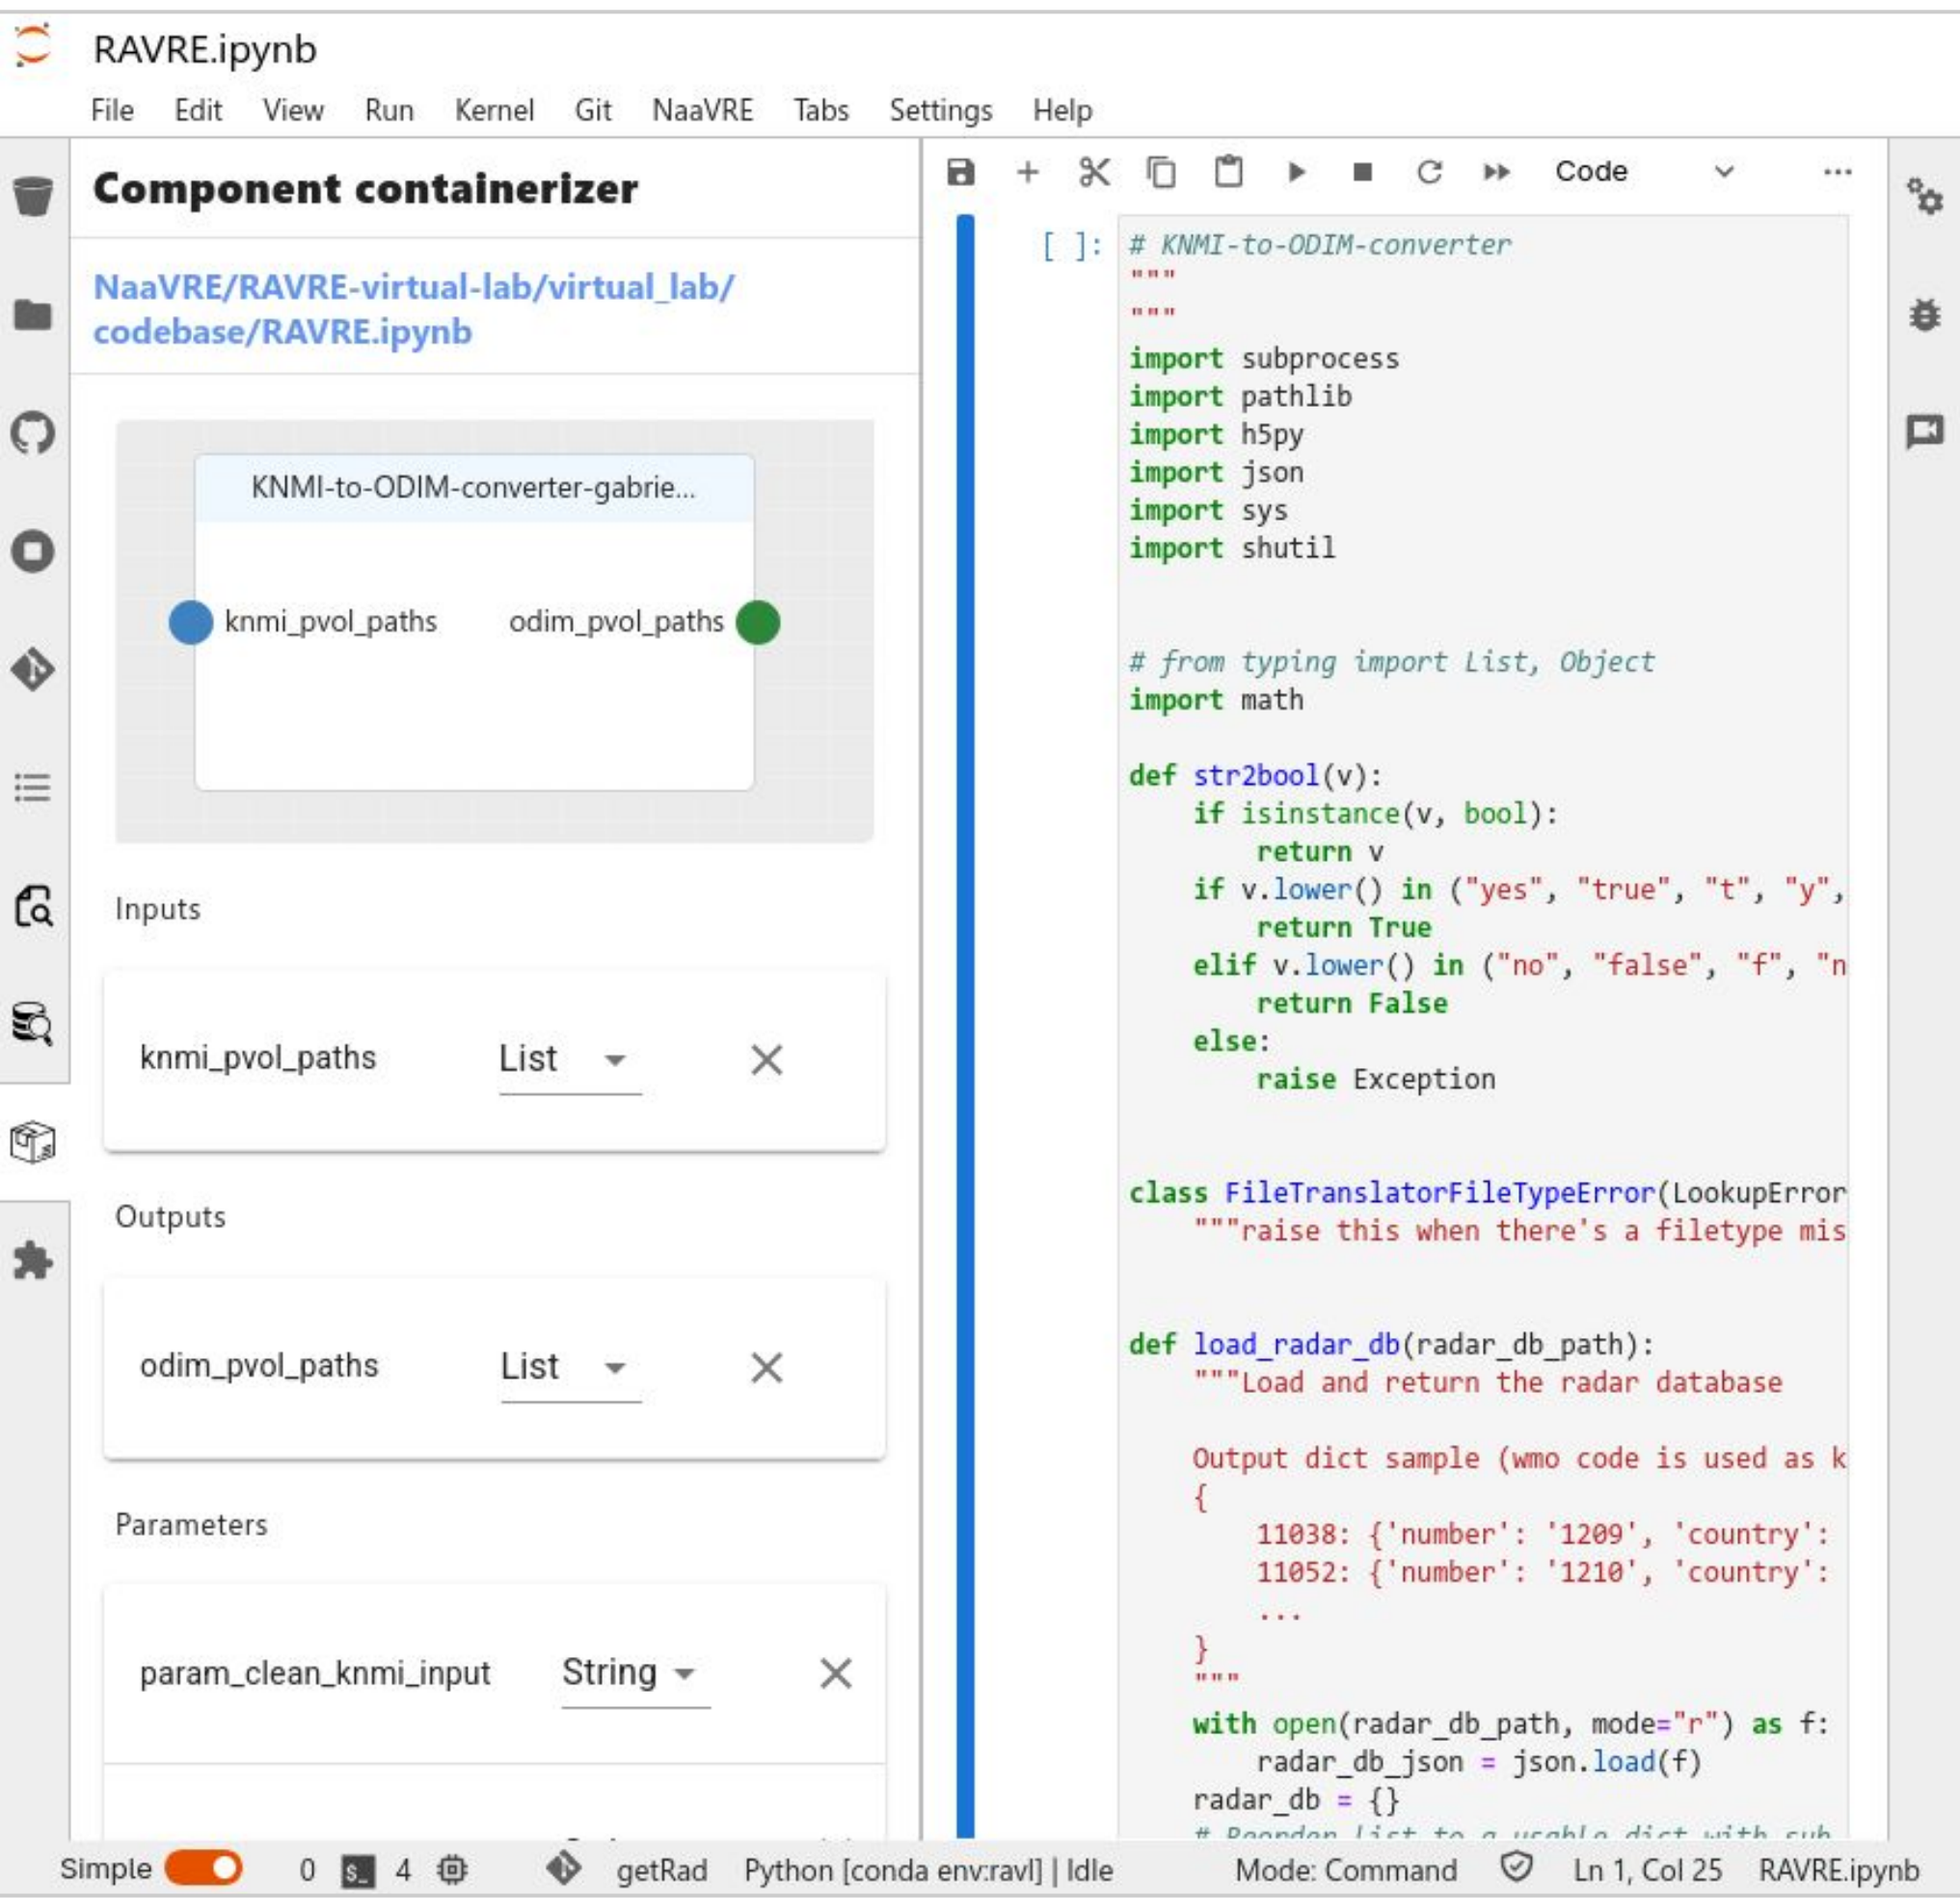 RAVRE.ipynb
File Edit View Run Kernel Git NaaVRE Tabs Settings Help
Component containerizer
NaaVRE/RAVRE-virtual-lab/virtual_lab/
codebase/RAVRE.ipynb
KNMI-to-ODIM-converter-gabrie...
knmi_pvol_paths odim_pvol_paths
Inputs
knmi_pvol_paths List
Outputs
odim_pvol_paths List
Parameters
param_clean_knmi_input String
Code
[ ]: # KNMI-to-ODIM-converter
"""
"""
import subprocess
import pathlib
import h5py
import json
import sys
import shutil
# from typing import List, Object
import math
def str2bool(v):
    if isinstance(v, bool):
        return v
    if v.lower() in ("yes", "true", "t", "y",
        return True
    elif v.lower() in ("no", "false", "f", "n
        return False
    else:
        raise Exception
class FileTranslatorFileTypeError(LookupError
    """raise this when there's a filetype mis
def load_radar_db(radar_db_path):
    """Load and return the radar database
    Output dict sample (wmo code is used as k
    {
        11038: {'number': '1209', 'country':
        11052: {'number': '1210', 'country':
        ...
    }
    """
    with open(radar_db_path, mode="r") as f:
        radar_db_json = json.load(f)
    radar_db = {}
    # Reorder list to a usable dict with sub
Simple 0 $_ 4 getRad Python [conda env:ravl] | Idle Mode: Command Ln 1, Col 25 RAVRE.ipynb